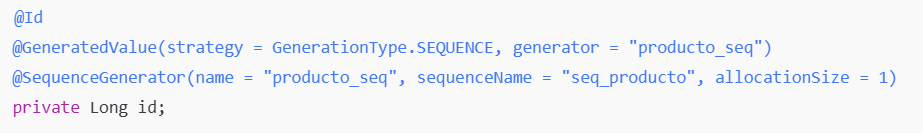 @Id
@GeneratedValue(strategy = GenerationType.SEQUENCE, generator = "producto_seq")
@SequenceGenerator(name = "producto_seq", sequenceName = "seq_producto", allocationSize = 1)
private Long id;